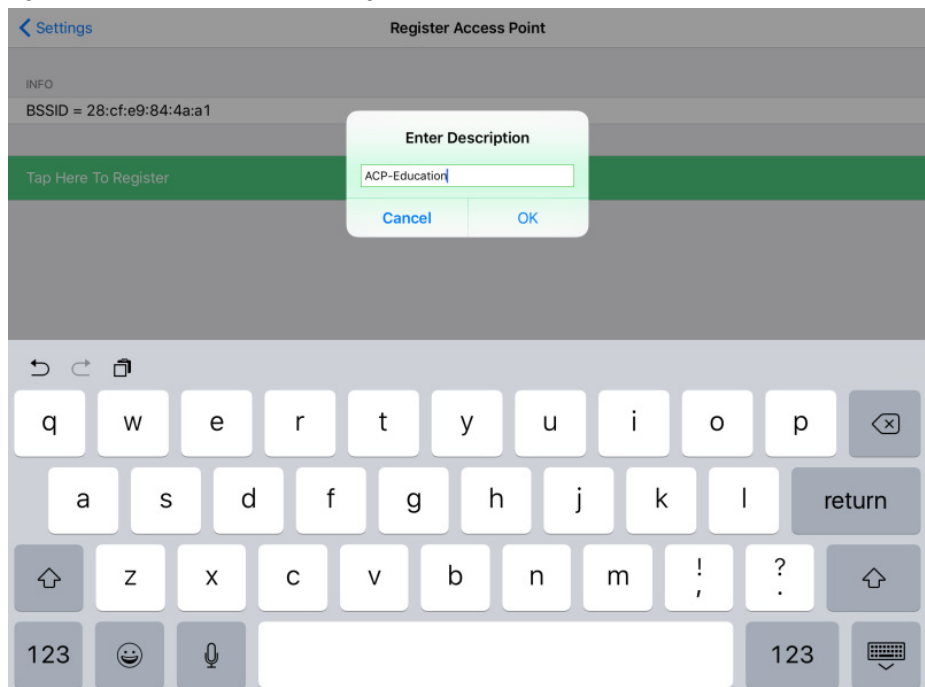 Settings
Register Access Point
INFO
BSSID = 28:cf:e9:84:4a:a1
Enter Description
Tap Here To Register
ACP-Education
Cancel OK
q w e r t y u i o p
a s d f g h j k l return
z x c v b n m ! , ? .
123 123